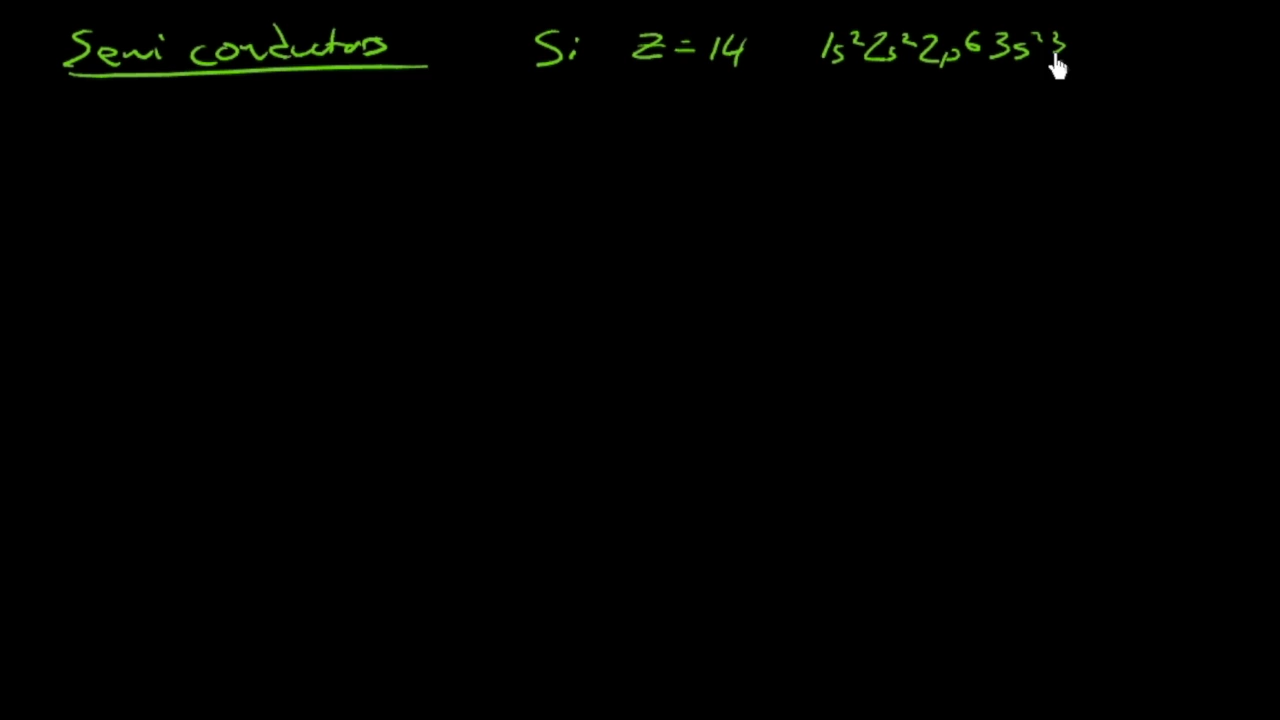 Semi conductors Si Z = 14 1s²2s²2p⁶3s²3